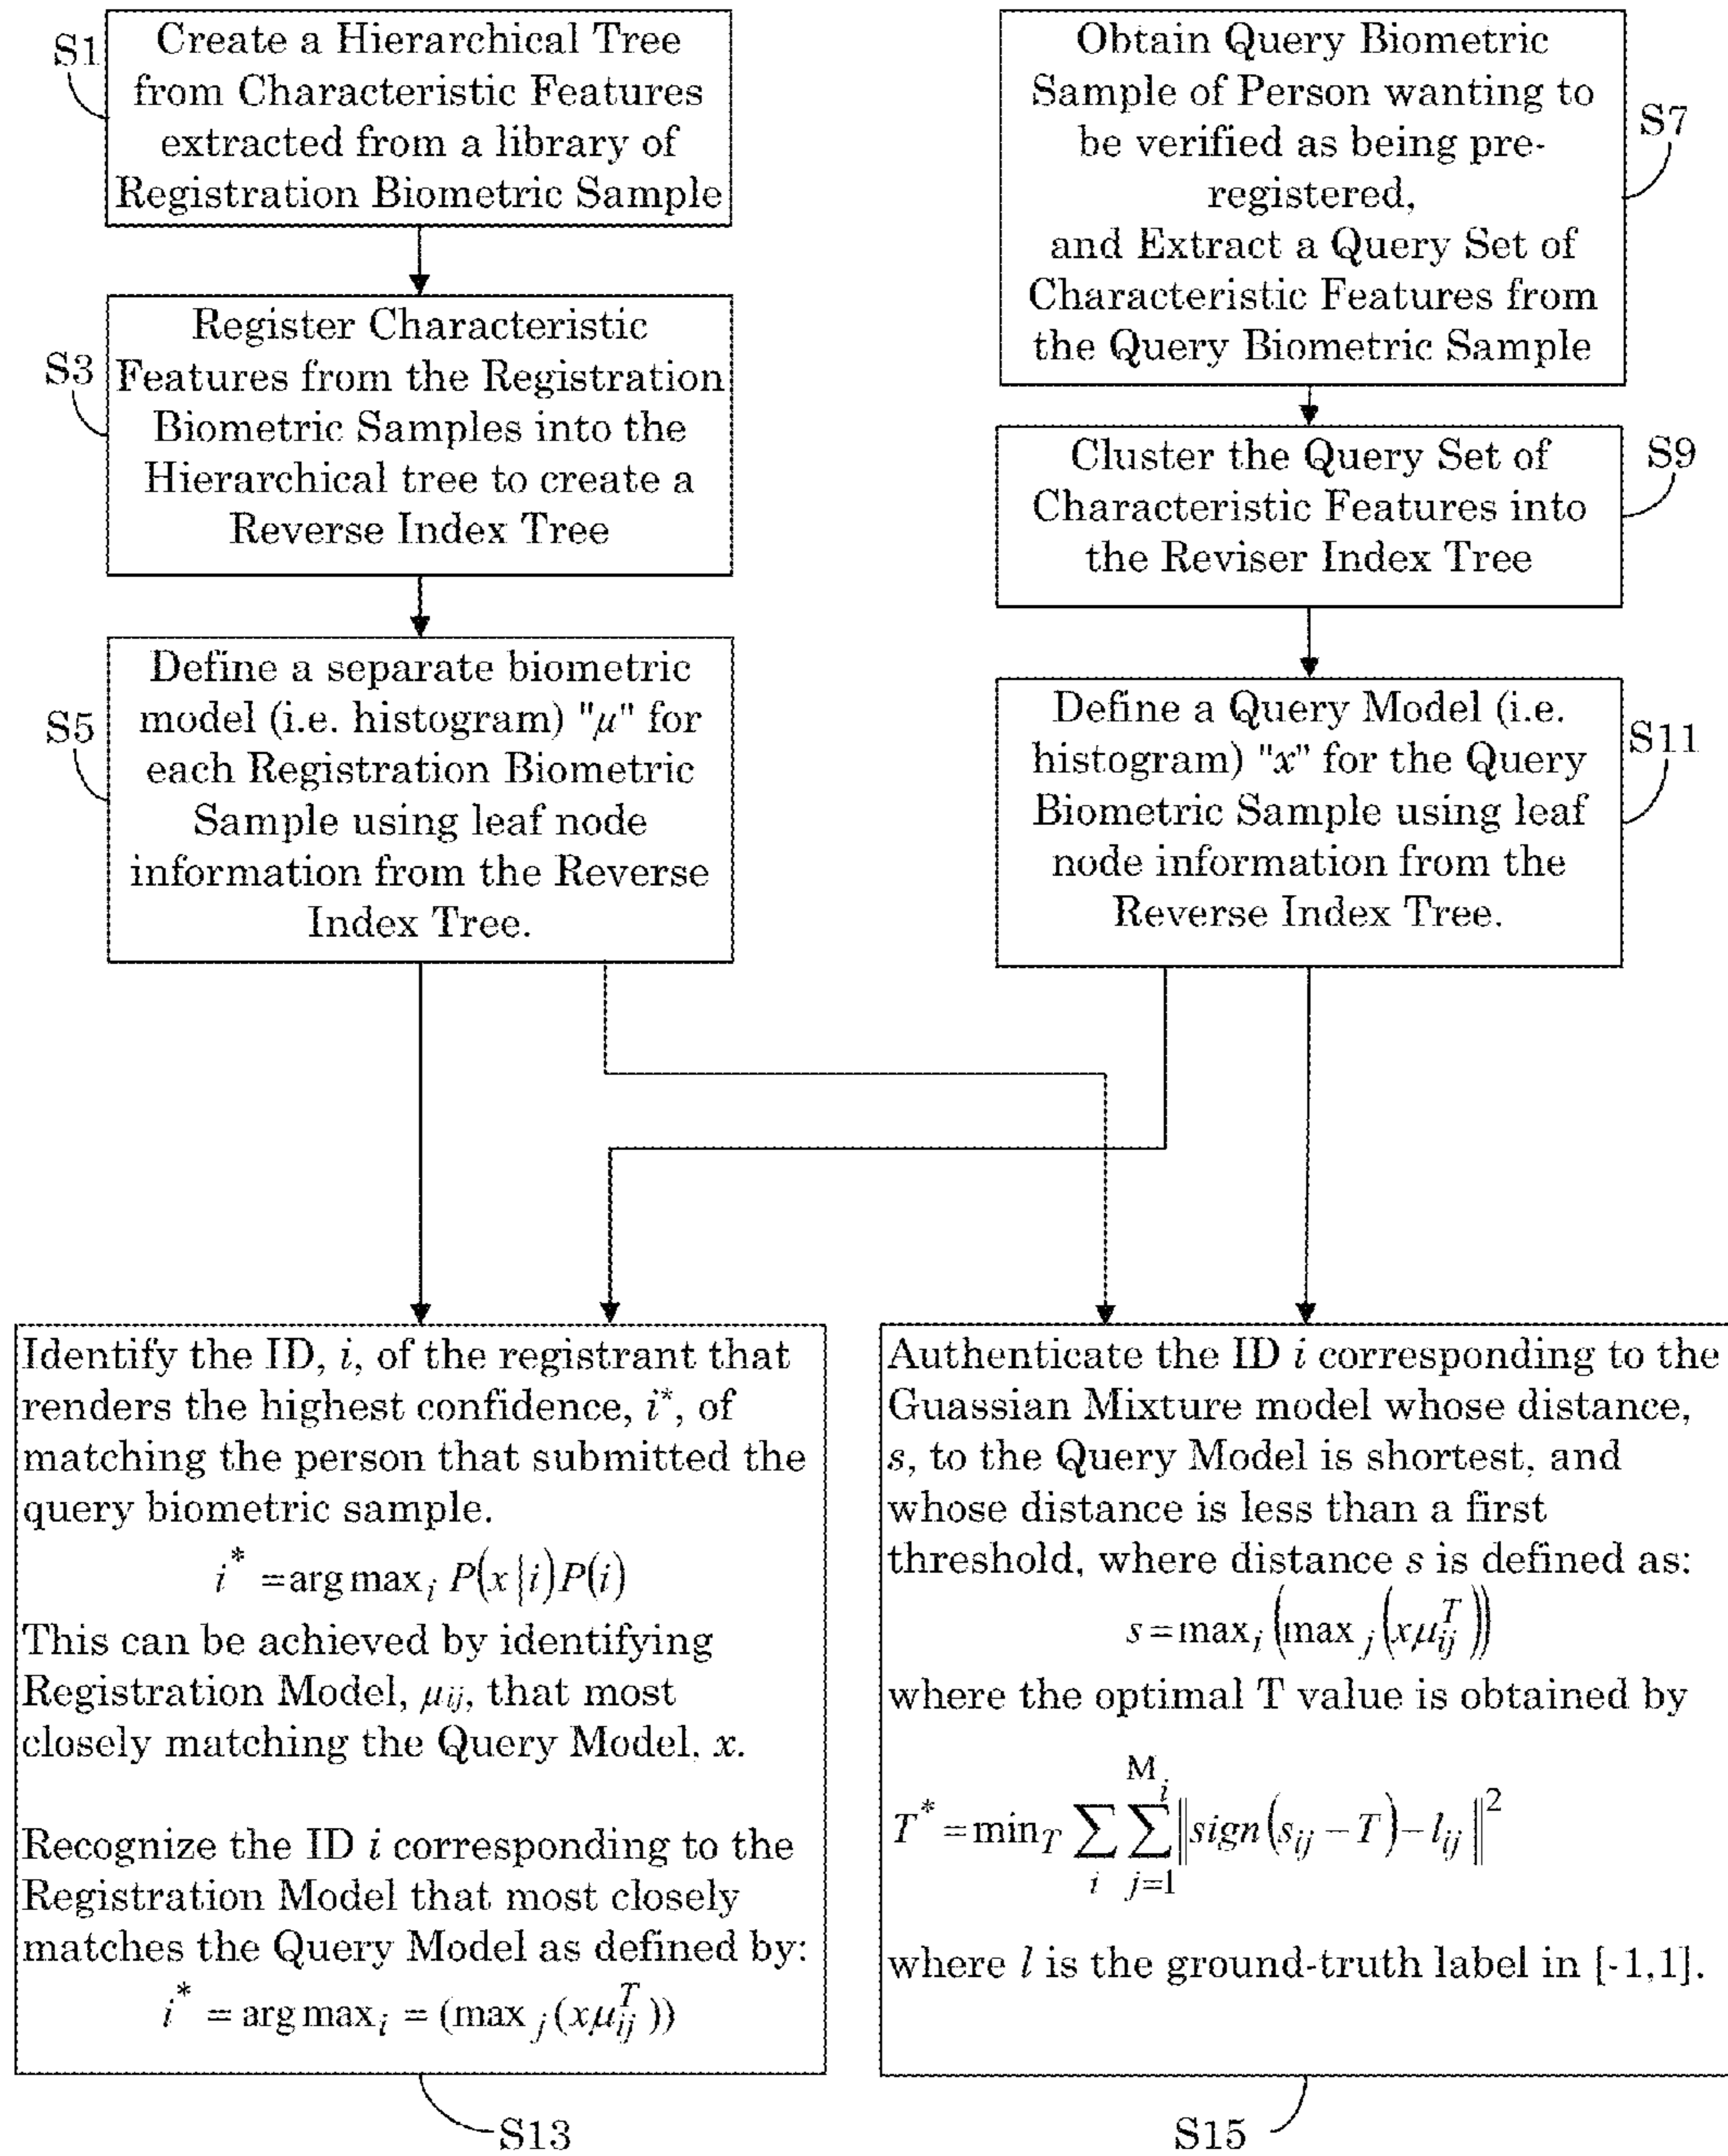 S1
Create a Hierarchical Tree
from Characteristic Features
extracted from a library of
Registration Biometric Sample
S3
Register Characteristic
Features from the Registration
Biometric Samples into the
Hierarchical tree to create a
Reverse Index Tree
S5
Define a separate biometric
model (i.e. histogram) "μ" for
each Registration Biometric
Sample using leaf node
information from the Reverse
Index Tree.
Obtain Query Biometric
Sample of Person wanting to
be verified as being pre-
registered,
and Extract a Query Set of
Characteristic Features from
the Query Biometric Sample
S7
Cluster the Query Set of
Characteristic Features into
the Reviser Index Tree
S9
Define a Query Model (i.e.
histogram) "x" for the Query
Biometric Sample using leaf
node information from the
Reverse Index Tree.
S11
Identify the ID, i, of the registrant that
renders the highest confidence, i*, of
matching the person that submitted the
query biometric sample.
i* =arg max_i P(x|i)P(i)
This can be achieved by identifying
Registration Model, μ_ij, that most
closely matching the Query Model, x.
Recognize the ID i corresponding to the
Registration Model that most closely
matches the Query Model as defined by:
i* = arg max_i = (max_j(xμ_ij^T))
S13
Authenticate the ID i corresponding to the
Guassian Mixture model whose distance,
s, to the Query Model is shortest, and
whose distance is less than a first
threshold, where distance s is defined as:
s=max_i(max_j(xμ_ij^T))
where the optimal T value is obtained by
T* =min_T ∑_i ∑_{j=1}^{M_i} ‖sign(s_ij − T)− l_ij‖^2
where l is the ground-truth label in [-1,1].
S15